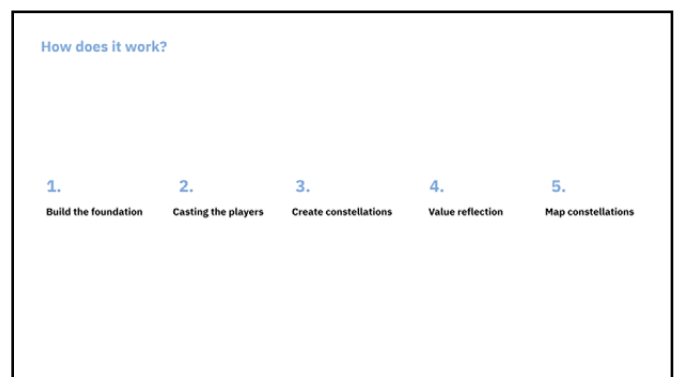 How does it work?
1. 2. 3. 4. 5.
Build the foundation Casting the players Create constellations Value reflection Map constellations